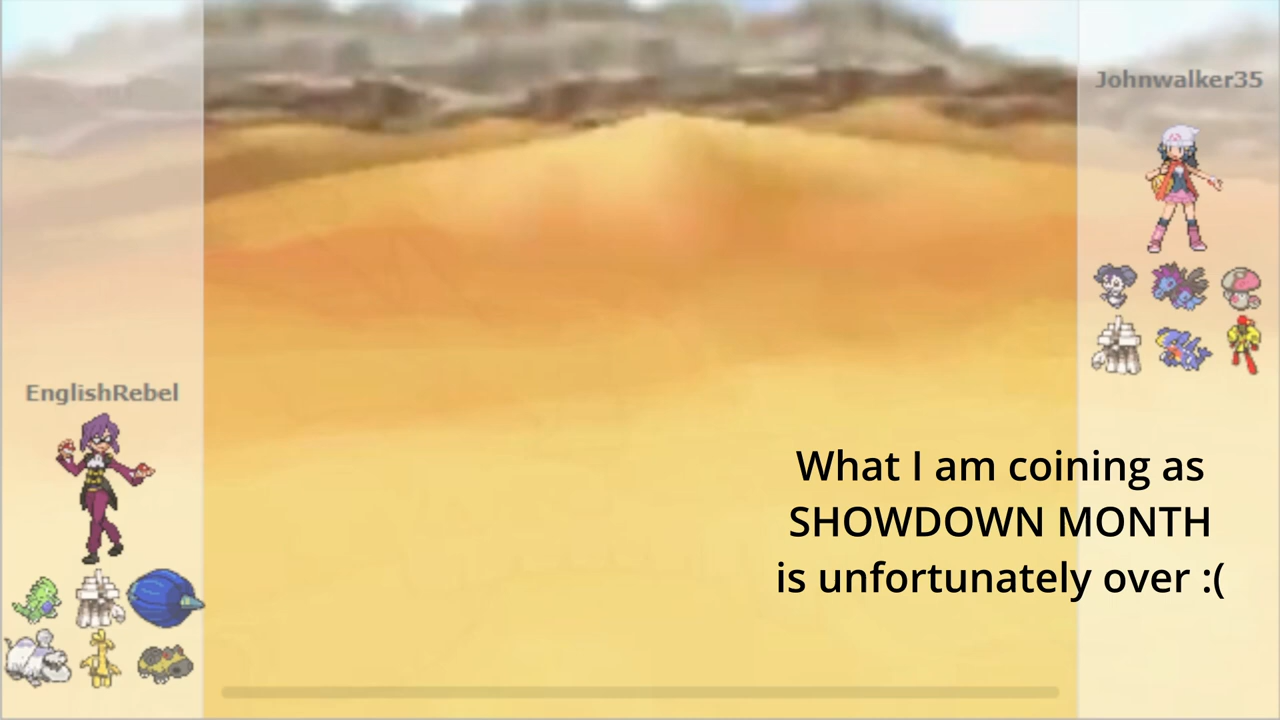 Johnwalker35
EnglishRebel
What I am coining as
SHOWDOWN MONTH
is unfortunately over :(